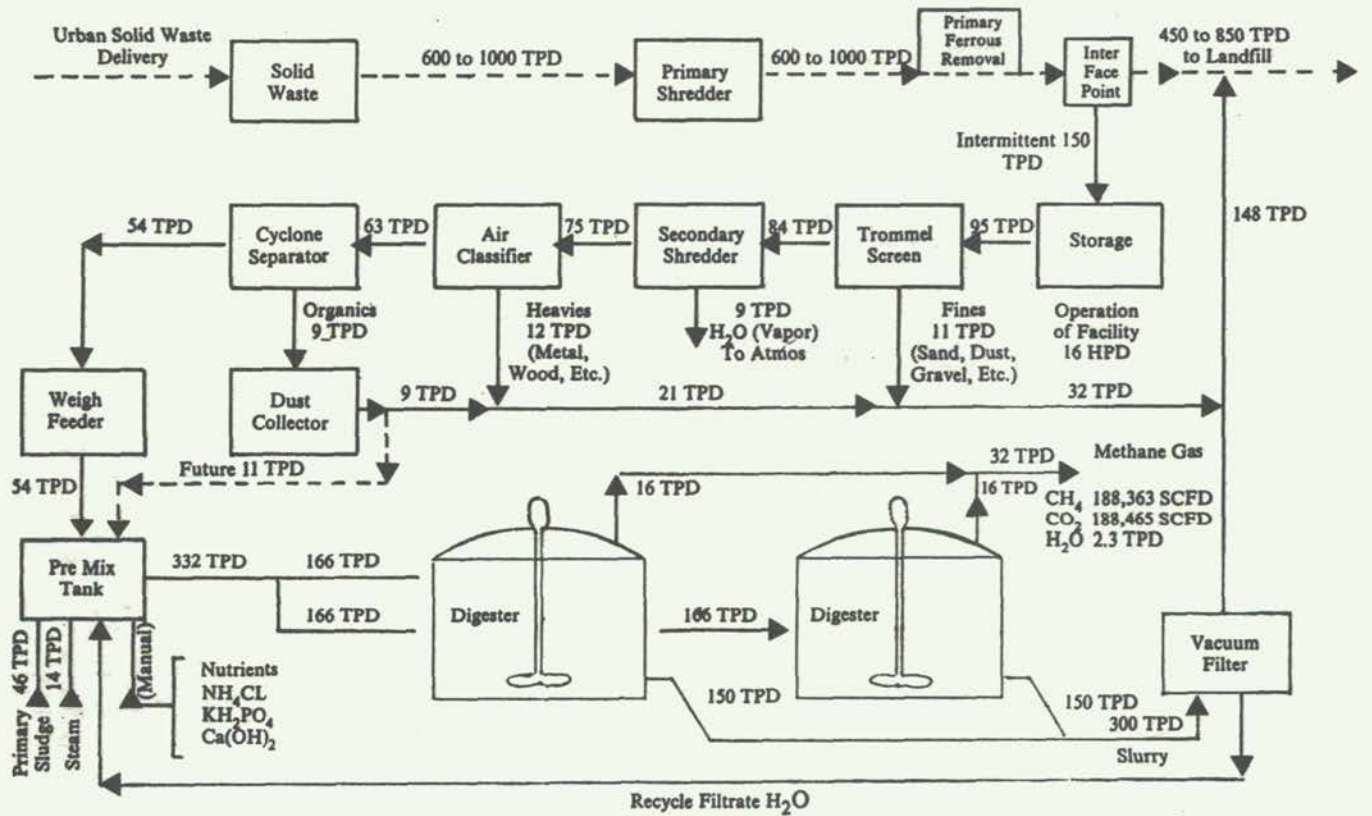 Urban Solid Waste
Delivery
Solid
Waste
600 to 1000 TPD
Primary
Shredder
600 to 1000 TPD
Primary
Ferrous
Removal
Inter
Face
Point
450 to 850 TPD
to Landfill
Intermittent 150
TPD
54 TPD
Cyclone
Separator
63 TPD
Air
Classifier
75 TPD
Secondary
Shredder
84 TPD
Trommel
Screen
95 TPD
Storage
148 TPD
Organics
9 TPD
Heavies
12 TPD
(Metal,
Wood, Etc.)
9 TPD
H2O (Vapor)
To Atmos
Fines
11 TPD
(Sand, Dust,
Gravel, Etc.)
Operation
of Facility
16 HPD
Weigh
Feeder
Dust
Collector
9 TPD
21 TPD
32 TPD
Future 11 TPD
54 TPD
16 TPD
32 TPD
16 TPD
Methane Gas
CH4 188,363 SCFD
CO2 188,465 SCFD
H2O 2.3 TPD
Pre Mix
Tank
332 TPD
166 TPD
166 TPD
Digester
166 TPD
Digester
Vacuum
Filter
Primary
Sludge
46 TPD
Steam
14 TPD
(Manual)
Nutrients
NH4CL
KH2PO4
Ca(OH)2
150 TPD
150 TPD
300 TPD
Slurry
Recycle Filtrate H2O